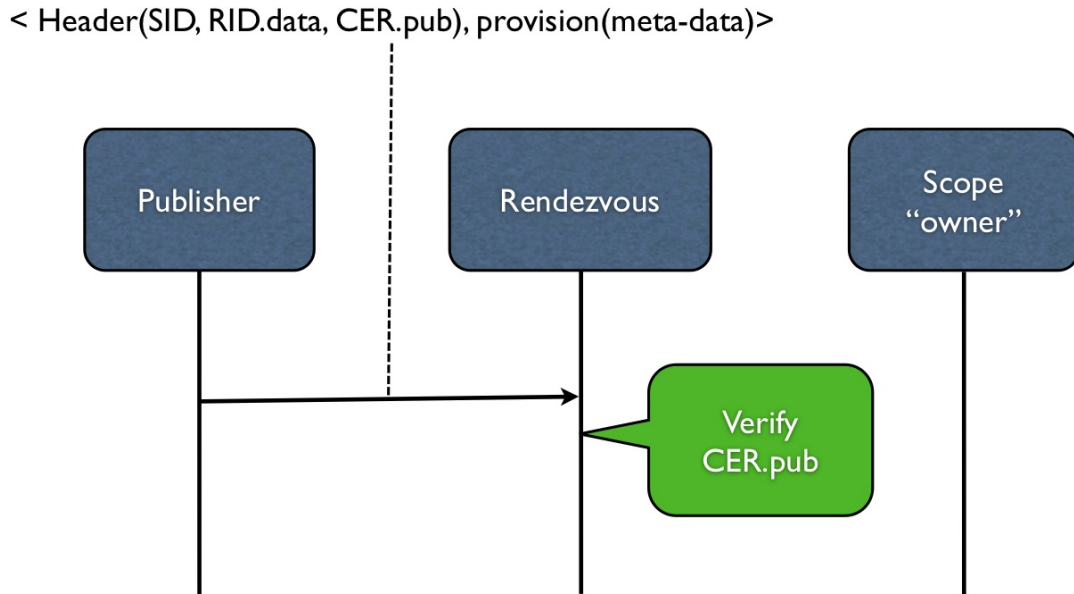 < Header(SID, RID.data, CER.pub), provision(meta-data)>
Publisher
Rendezvous
Scope
“owner”
Verify
CER.pub